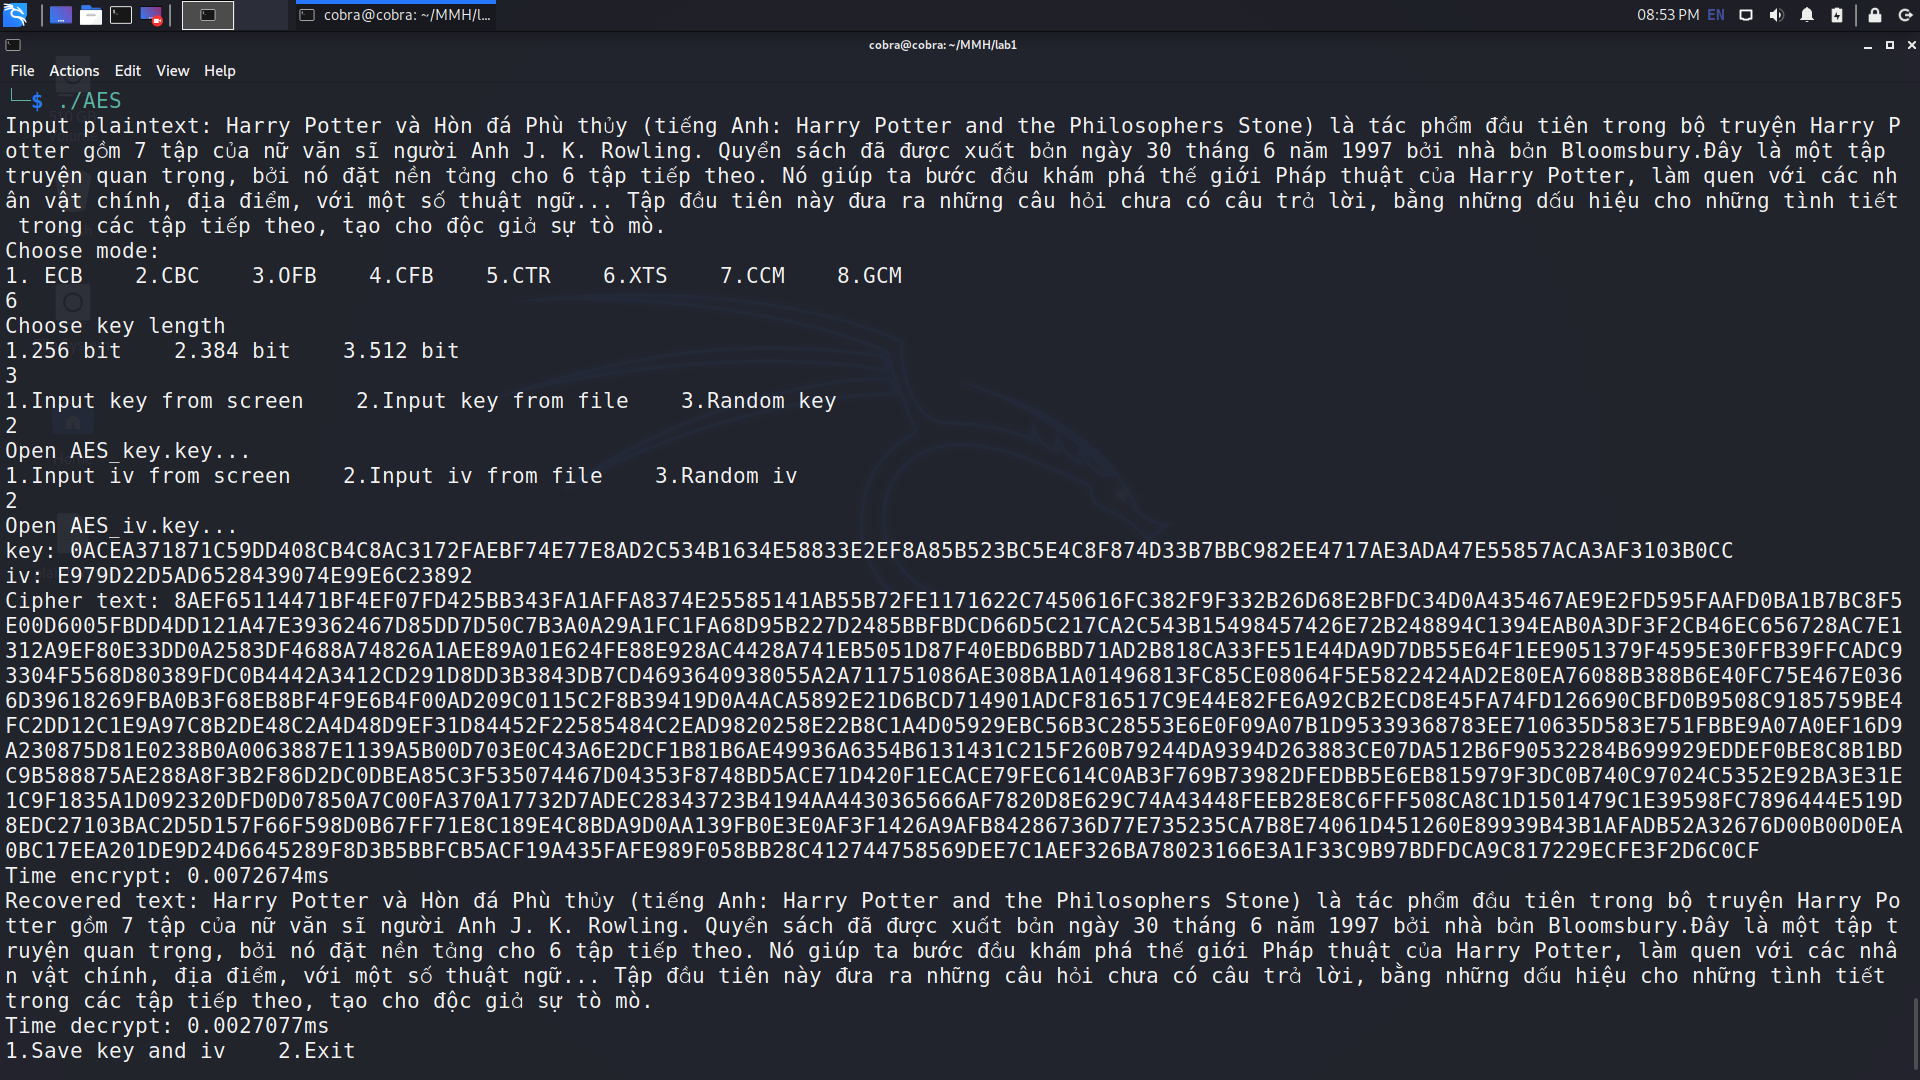 cobra@cobra: ~/MMH/l...
08:53 PM EN
cobra@cobra: ~/MMH/lab1
File Actions Edit View Help
└─$ ./AES
Input plaintext: Harry Potter và Hòn đá Phù thủy (tiếng Anh: Harry Potter and the Philosophers Stone) là tác phẩm đầu tiên trong bộ truyện Harry P
otter gồm 7 tập của nữ văn sĩ người Anh J. K. Rowling. Quyển sách đã được xuất bản ngày 30 tháng 6 năm 1997 bởi nhà bản Bloomsbury.Đây là một tập
truyện quan trọng, bởi nó đặt nền tảng cho 6 tập tiếp theo. Nó giúp ta bước đầu khám phá thế giới Pháp thuật của Harry Potter, làm quen với các nh
ân vật chính, địa điểm, với một số thuật ngữ... Tập đầu tiên này đưa ra những câu hỏi chưa có câu trả lời, bằng những dấu hiệu cho những tình tiết
trong các tập tiếp theo, tạo cho độc giả sự tò mò.
Choose mode:
1. ECB    2.CBC    3.OFB    4.CFB    5.CTR    6.XTS    7.CCM    8.GCM
6
Choose key length
1.256 bit    2.384 bit    3.512 bit
3
1.Input key from screen    2.Input key from file    3.Random key
2
Open AES_key.key...
1.Input iv from screen    2.Input iv from file    3.Random iv
2
Open AES_iv.key...
key: 0ACEA371871C59DD408CB4C8AC3172FAEBF74E77E8AD2C534B1634E58833E2EF8A85B523BC5E4C8F874D33B7BBC982EE4717AE3ADA47E55857ACA3AF3103B0CC
iv: E979D22D5AD6528439074E99E6C23892
Cipher text: 8AEF65114471BF4EF07FD425BB343FA1AFFA8374E25585141AB55B72FE1171622C7450616FC382F9F332B26D68E2BFDC34D0A435467AE9E2FD595FAAFD0BA1B7BC8F5
E00D6005FBDD4DD121A47E39362467D85DD7D50C7B3A0A29A1FC1FA68D95B227D2485BBFBDCD66D5C217CA2C543B15498457426E72B248894C1394EAB0A3DF3F2CB46EC656728AC7E1
312A9EF80E33DD0A2583DF4688A74826A1AEE89A01E624FE88E928AC4428A741EB5051D87F40EBD6BBD71AD2B818CA33FE51E44DA9D7DB55E64F1EE9051379F4595E30FFB39FFCADC9
3304F5568D80389FDC0B4442A3412CD291D8DD3B3843DB7CD4693640938055A2A711751086AE308BA1A01496813FC85CE08064F5E5822424AD2E80EA76088B388B6E40FC75E467E036
6D39618269FBA0B3F68EB8BF4F9E6B4F00AD209C0115C2F8B39419D0A4ACA5892E21D6BCD714901ADCF816517C9E44E82FE6A92CB2ECD8E45FA74FD126690CBFD0B9508C9185759BE4
FC2DD12C1E9A97C8B2DE48C2A4D48D9EF31D84452F22585484C2EAD9820258E22B8C1A4D05929EBC56B3C28553E6E0F09A07B1D95339368783EE710635D583E751FBBE9A07A0EF16D9
A230875D81E0238B0A0063887E1139A5B00D703E0C43A6E2DCF1B81B6AE49936A6354B6131431C215F260B79244DA9394D263883CE07DA512B6F90532284B699929EDDEF0BE8C8B1BD
C9B588875AE288A8F3B2F86D2DC0DBEA85C3F535074467D04353F8748BD5ACE71D420F1ECACE79FEC614C0AB3F769B73982DFEDBB5E6EB815979F3DC0B740C97024C5352E92BA3E31E
1C9F1835A1D092320DFD0D07850A7C00FA370A17732D7ADEC28343723B4194AA4430365666AF7820D8E629C74A43448FEEB28E8C6FFF508CA8C1D1501479C1E39598FC7896444E519D
8EDC27103BAC2D5D157F66F598D0B67FF71E8C189E4C8BDA9D0AA139FB0E3E0AF3F1426A9AFB84286736D77E735235CA7B8E74061D451260E89939B43B1AFADB52A32676D00B00D0EA
0BC17EEA201DE9D24D6645289F8D3B5BBFCB5ACF19A435FAFE989F058BB28C412744758569DEE7C1AEF326BA78023166E3A1F33C9B97BDFDCA9C817229ECFE3F2D6C0CF
Time encrypt: 0.0072674ms
Recovered text: Harry Potter và Hòn đá Phù thủy (tiếng Anh: Harry Potter and the Philosophers Stone) là tác phẩm đầu tiên trong bộ truyện Harry Po
tter gồm 7 tập của nữ văn sĩ người Anh J. K. Rowling. Quyển sách đã được xuất bản ngày 30 tháng 6 năm 1997 bởi nhà bản Bloomsbury.Đây là một tập t
ruyện quan trọng, bởi nó đặt nền tảng cho 6 tập tiếp theo. Nó giúp ta bước đầu khám phá thế giới Pháp thuật của Harry Potter, làm quen với các nhâ
n vật chính, địa điểm, với một số thuật ngữ... Tập đầu tiên này đưa ra những câu hỏi chưa có câu trả lời, bằng những dấu hiệu cho những tình tiết
trong các tập tiếp theo, tạo cho độc giả sự tò mò.
Time decrypt: 0.0027077ms
1.Save key and iv    2.Exit